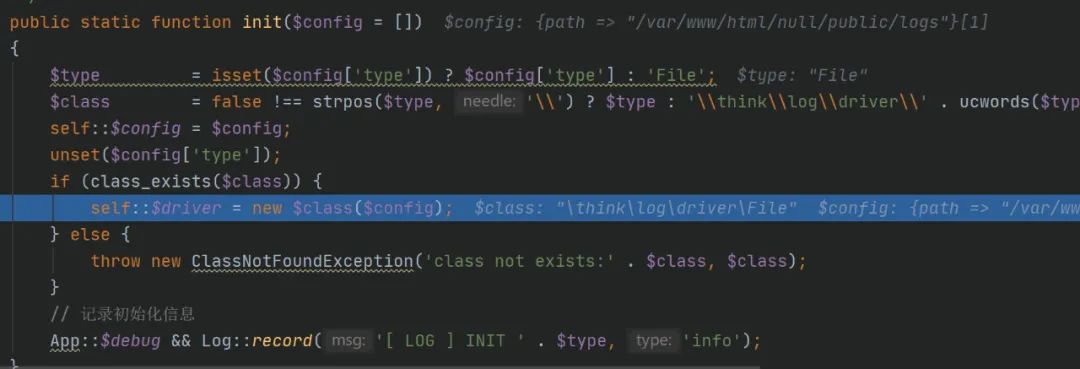 public static function init($config = [])  $config: {path => "/var/www/html/null/public/logs"}[1]
{
$type = isset($config['type']) ? $config['type'] : 'File';  $type: "File"
$class = false !== strpos($type, needle: '\\') ? $type : '\\think\\log\\driver\\' . ucwords($typ
self::$config = $config;
unset($config['type']);
if (class_exists($class)) {
self::$driver = new $class($config);  $class: "\think\log\driver\File"  $config: {path => "/var/ww
} else {
throw new ClassNotFoundException('class not exists:' . $class, $class);
}
// 记录初始化信息
App::$debug && Log::record( msg: '[ LOG ] INIT ' . $type, type: 'info');
}